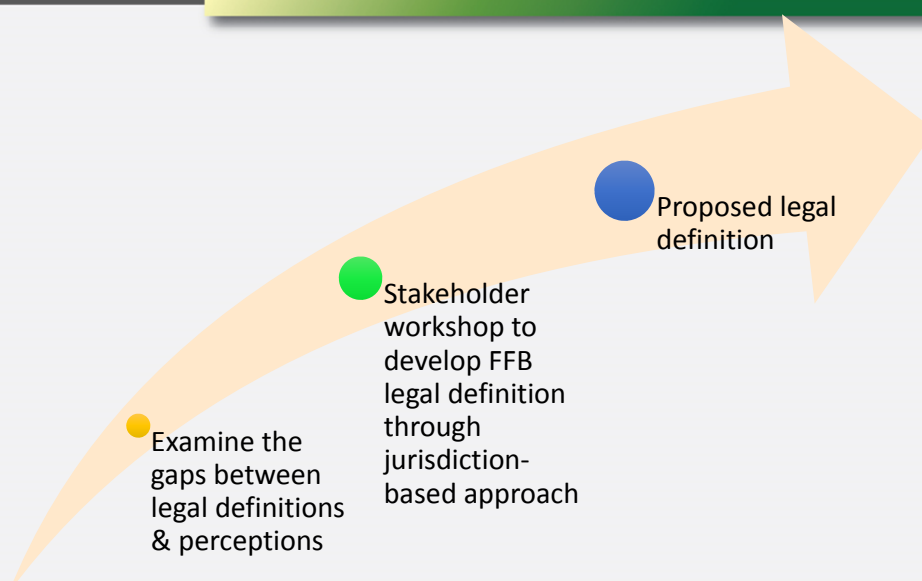 Examine the
gaps between
legal definitions
& perceptions
Stakeholder
workshop to
develop FFB
legal definition
through
jurisdiction-
based approach
Proposed legal
definition